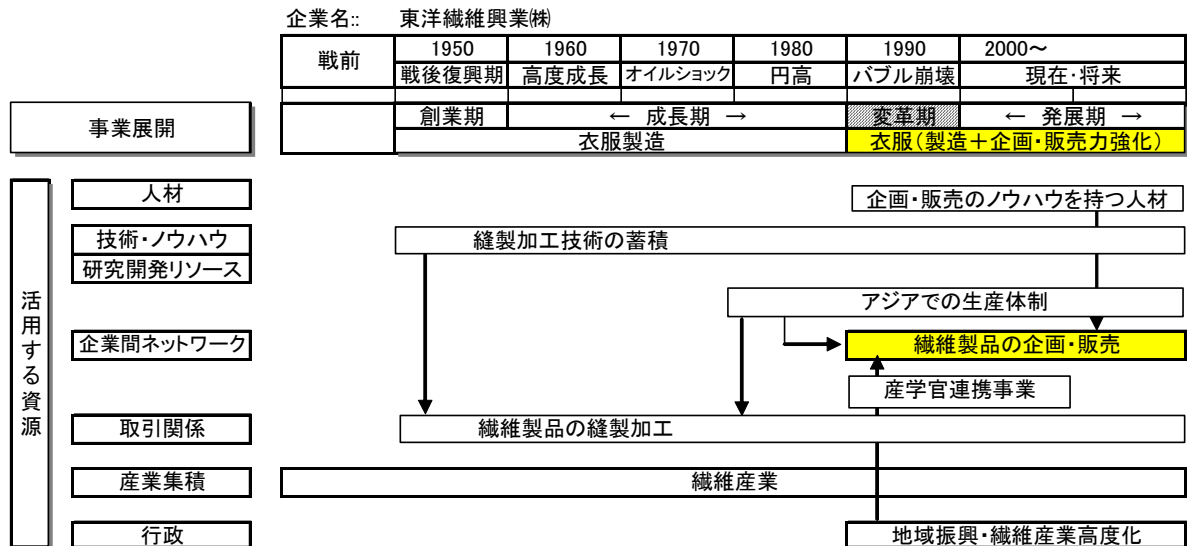 企業名:: 東洋繊維興業㈱
戦前 1950 1960 1970 1980 1990 2000～
戦後復興期 高度成長 オイルショック 円高 バブル崩壊 現在・将来
事業展開 創業期 ← 成長期 → 変革期 ← 発展期 →
衣服製造 衣服（製造＋企画・販売力強化）
活用する資源
人材 企画・販売のノウハウを持つ人材
技術・ノウハウ 縫製加工技術の蓄積
研究開発リソース
アジアでの生産体制
企業間ネットワーク 繊維製品の企画・販売
産学官連携事業
取引関係 繊維製品の縫製加工
産業集積 繊維産業
行政 地域振興・繊維産業高度化